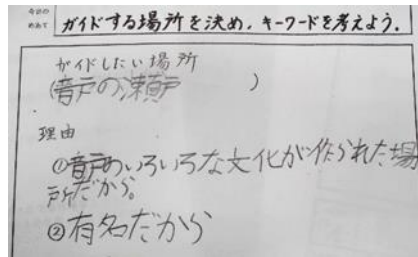 今日の
めあて
ガイドする場所を決め、キーワードを考えよう。
ガイドしたい場所
(音戸の瀬戸)
理由
①音戸のいろいろな文化が作られた場
所だから。
②有名だから